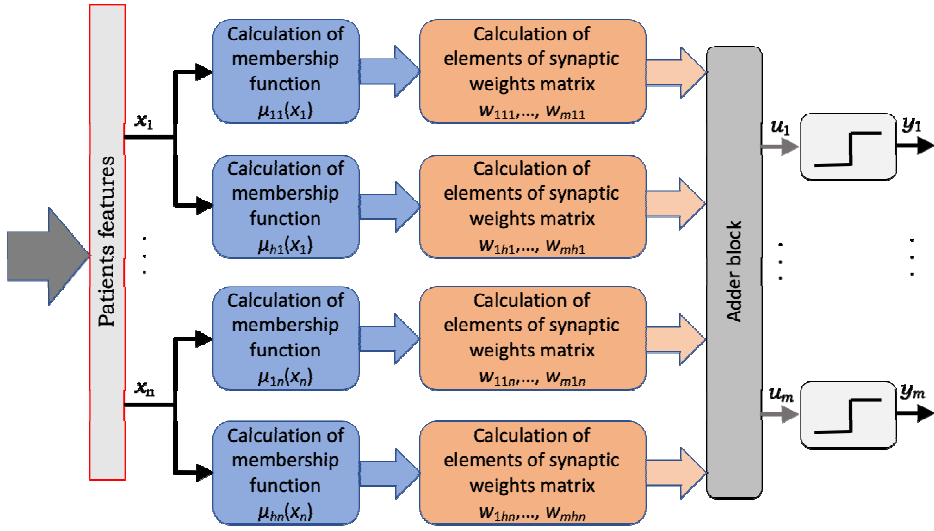 Patients features
x1
xn
Calculation of
membership
function
μ11(x1)
Calculation of
elements of synaptic
weights matrix
w111,..., wm11
Calculation of
membership
function
μh1(x1)
Calculation of
elements of synaptic
weights matrix
w1h1,..., wmh1
Calculation of
membership
function
μ1n(xn)
Calculation of
elements of synaptic
weights matrix
w11n,..., wm1n
Calculation of
membership
function
μhn(xn)
Calculation of
elements of synaptic
weights matrix
w1hn,..., wmhn
Adder block
u1
y1
um
ym